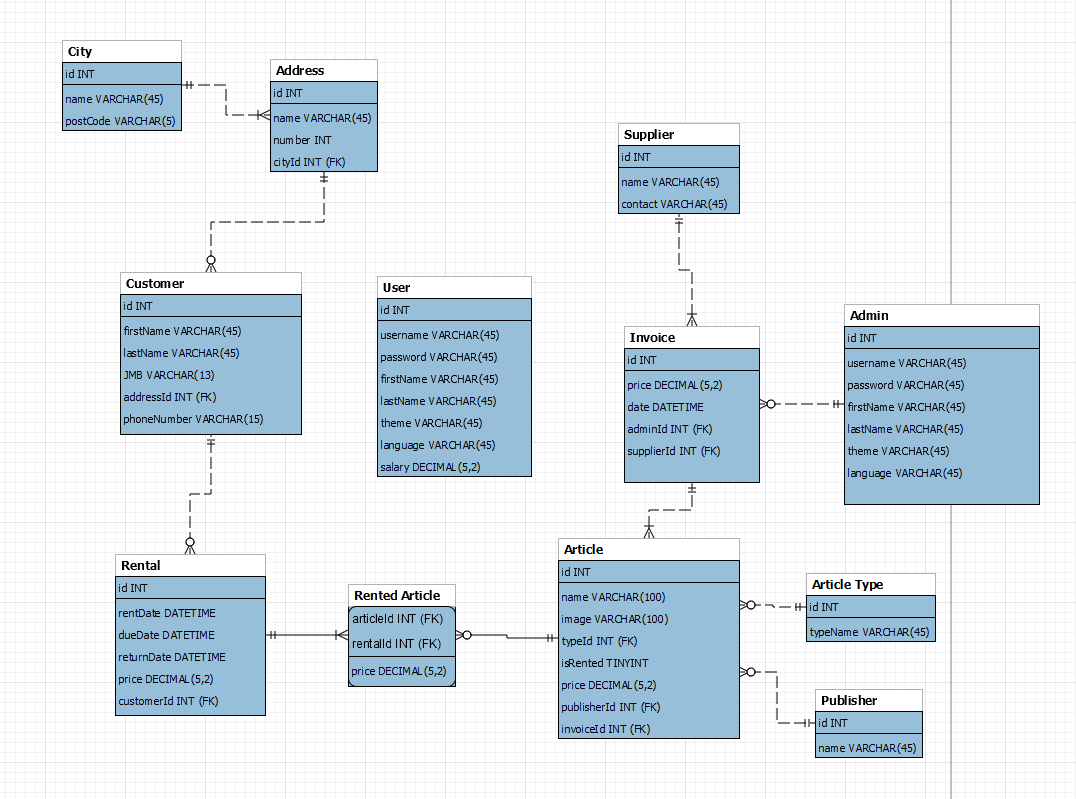 City
id INT
name VARCHAR(45)
postCode VARCHAR(5)
Address
id INT
name VARCHAR(45)
number INT
cityId INT (FK)
Supplier
id INT
name VARCHAR(45)
contact VARCHAR(45)
Customer
id INT
firstName VARCHAR(45)
lastName VARCHAR(45)
JMB VARCHAR(13)
addressId INT (FK)
phoneNumber VARCHAR(15)
User
id INT
username VARCHAR(45)
password VARCHAR(45)
firstName VARCHAR(45)
lastName VARCHAR(45)
theme VARCHAR(45)
language VARCHAR(45)
salary DECIMAL(5,2)
Invoice
id INT
price DECIMAL(5,2)
date DATETIME
adminId INT (FK)
supplierId INT (FK)
Admin
id INT
username VARCHAR(45)
password VARCHAR(45)
firstName VARCHAR(45)
lastName VARCHAR(45)
theme VARCHAR(45)
language VARCHAR(45)
Rental
id INT
rentDate DATETIME
dueDate DATETIME
returnDate DATETIME
price DECIMAL(5,2)
customerId INT (FK)
Rented Article
articleId INT (FK)
rentalId INT (FK)
price DECIMAL(5,2)
Article
id INT
name VARCHAR(100)
image VARCHAR(100)
typeId INT (FK)
isRented TINYINT
price DECIMAL(5,2)
publisherId INT (FK)
invoiceId INT (FK)
Article Type
id INT
typeName VARCHAR(45)
Publisher
id INT
name VARCHAR(45)